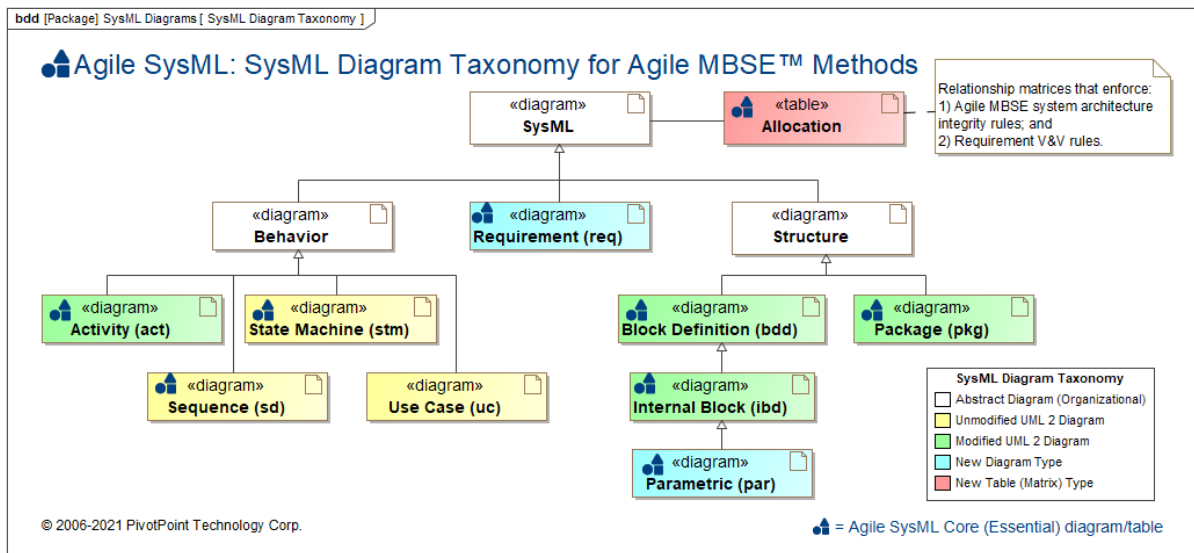 bdd [Package] SysML Diagrams [ SysML Diagram Taxonomy ]
Agile SysML: SysML Diagram Taxonomy for Agile MBSE™ Methods
«diagram»
SysML
«table»
Allocation
Relationship matrices that enforce:
1) Agile MBSE system architecture
integrity rules; and
2) Requirement V&V rules.
«diagram»
Behavior
«diagram»
Requirement (req)
«diagram»
Structure
«diagram»
Activity (act)
«diagram»
State Machine (stm)
«diagram»
Block Definition (bdd)
«diagram»
Package (pkg)
«diagram»
Sequence (sd)
«diagram»
Use Case (uc)
«diagram»
Internal Block (ibd)
«diagram»
Parametric (par)
SysML Diagram Taxonomy
Abstract Diagram (Organizational)
Unmodified UML 2 Diagram
Modified UML 2 Diagram
New Diagram Type
New Table (Matrix) Type
© 2006-2021 PivotPoint Technology Corp.
= Agile SysML Core (Essential) diagram/table